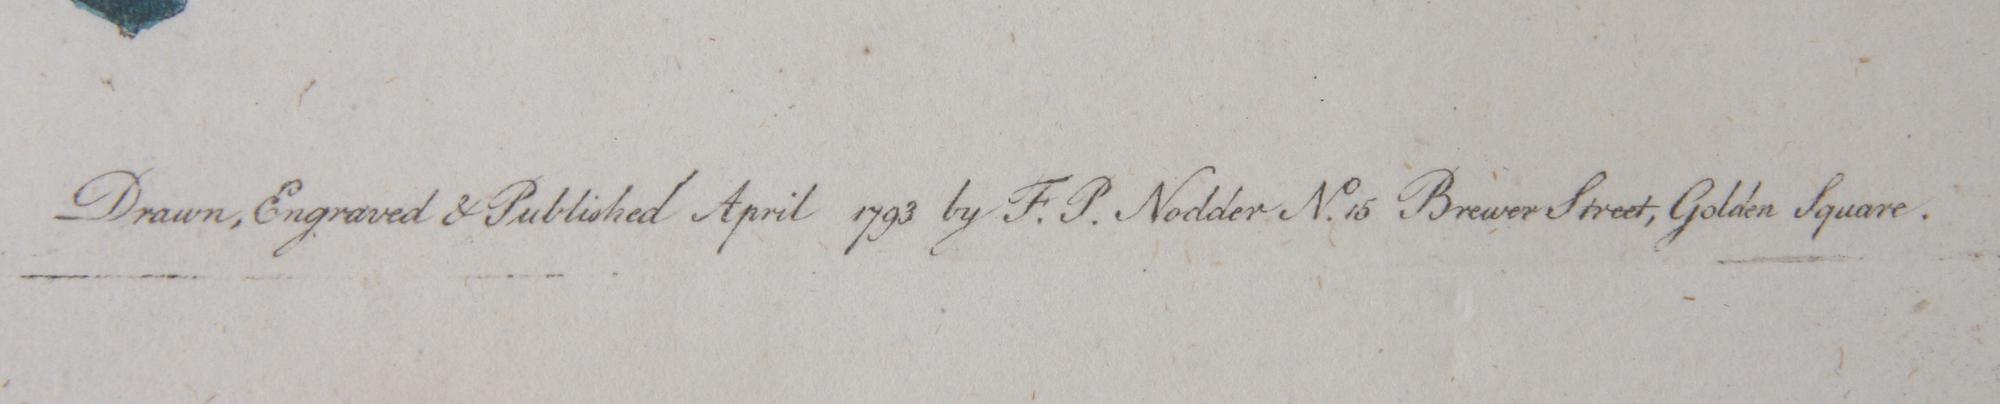 Drawn, Engraved & Published April 1793 by F. P. Nodder No. 15 Brewer Street, Golden Square.